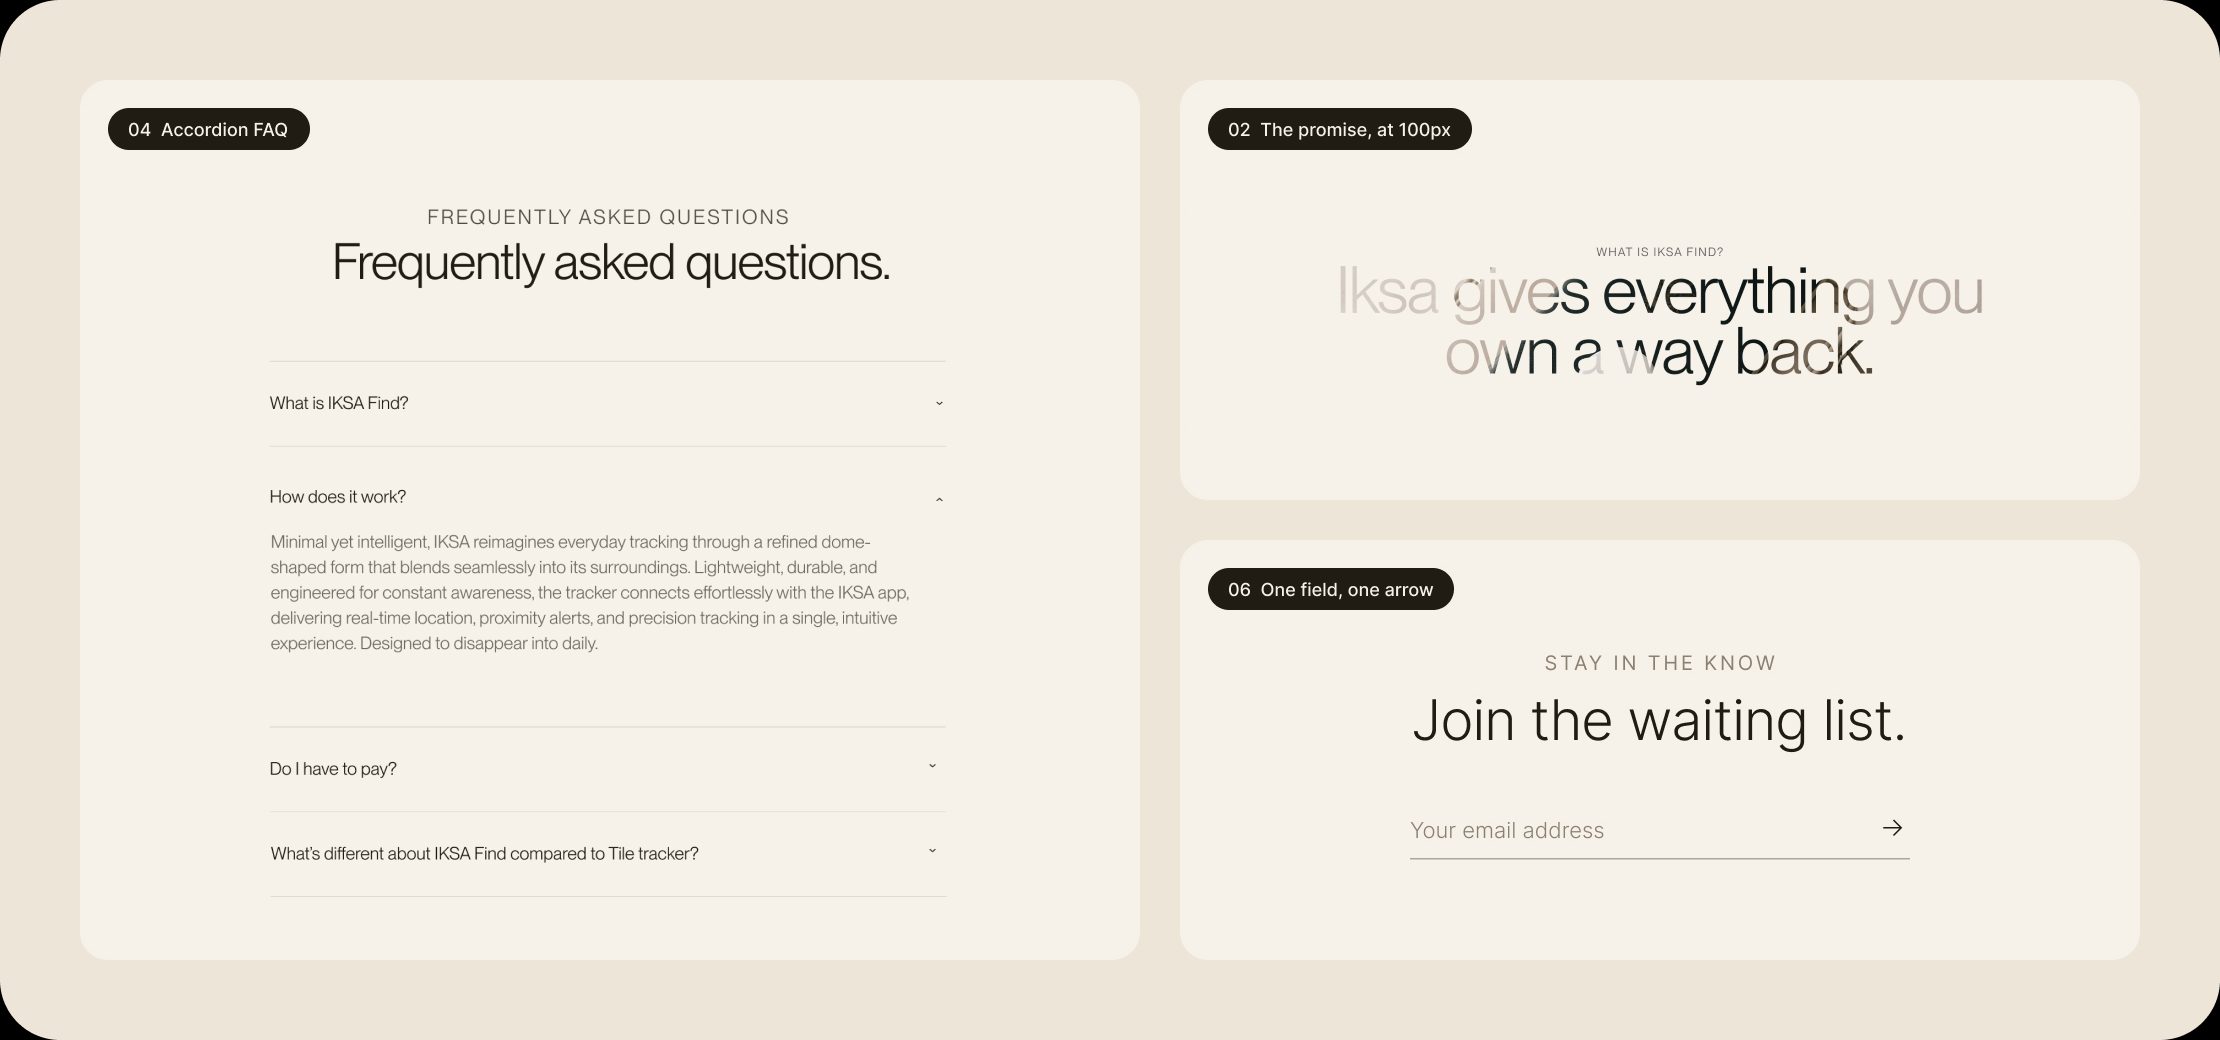 04 Accordion FAQ
FREQUENTLY ASKED QUESTIONS
Frequently asked questions.
What is IKSA Find?
How does it work?
Minimal yet intelligent, IKSA reimagines everyday tracking through a refined dome-
shaped form that blends seamlessly into its surroundings. Lightweight, durable, and
engineered for constant awareness, the tracker connects effortlessly with the IKSA app,
delivering real-time location, proximity alerts, and precision tracking in a single, intuitive
experience. Designed to disappear into daily.
Do I have to pay?
What's different about IKSA Find compared to Tile tracker?
02 The promise, at 100px
WHAT IS IKSA FIND?
Iksa gives everything you
own a way back.
06 One field, one arrow
STAY IN THE KNOW
Join the waiting list.
Your email address